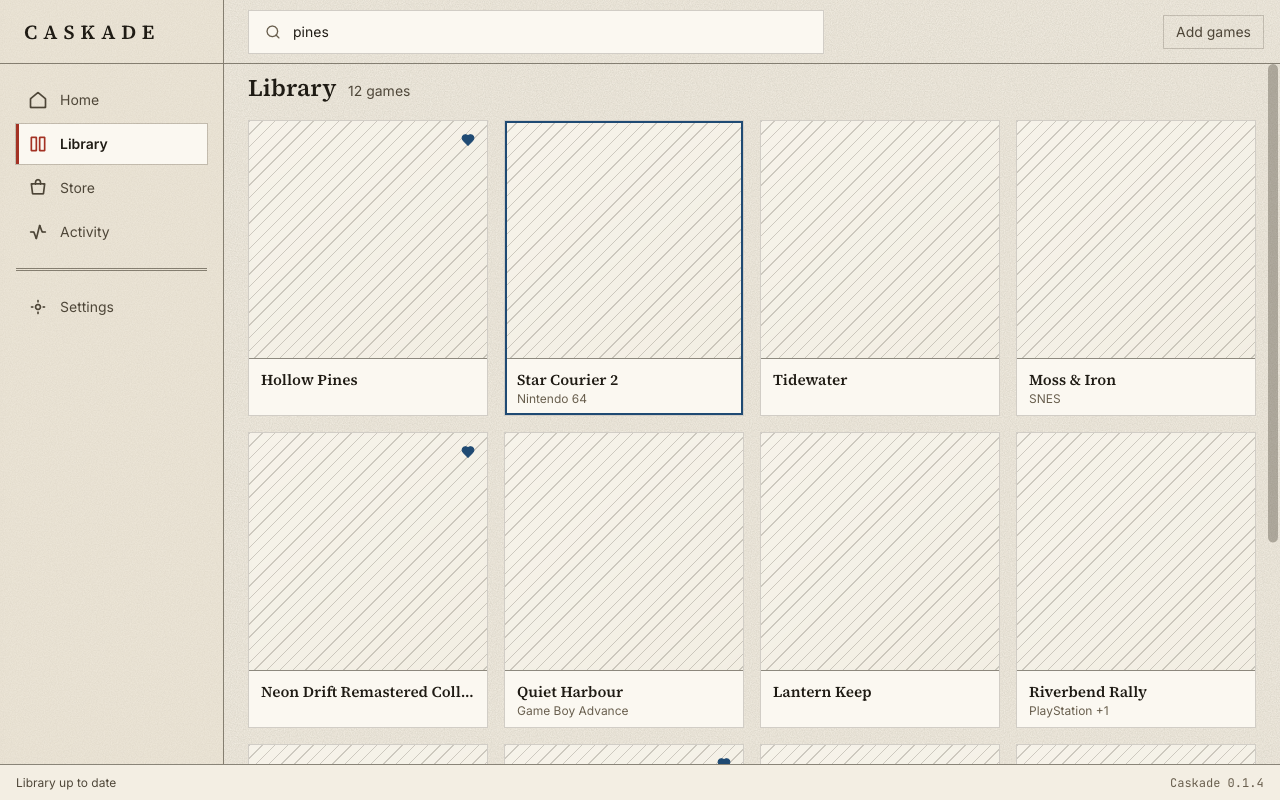 CASKADE
pines
Add games
Home
Library
Store
Activity
Settings
Library 12 games
Hollow Pines
Star Courier 2
Nintendo 64
Tidewater
Moss & Iron
SNES
Neon Drift Remastered Coll...
Quiet Harbour
Game Boy Advance
Lantern Keep
Riverbend Rally
PlayStation +1
Library up to date
Caskade 0.1.4